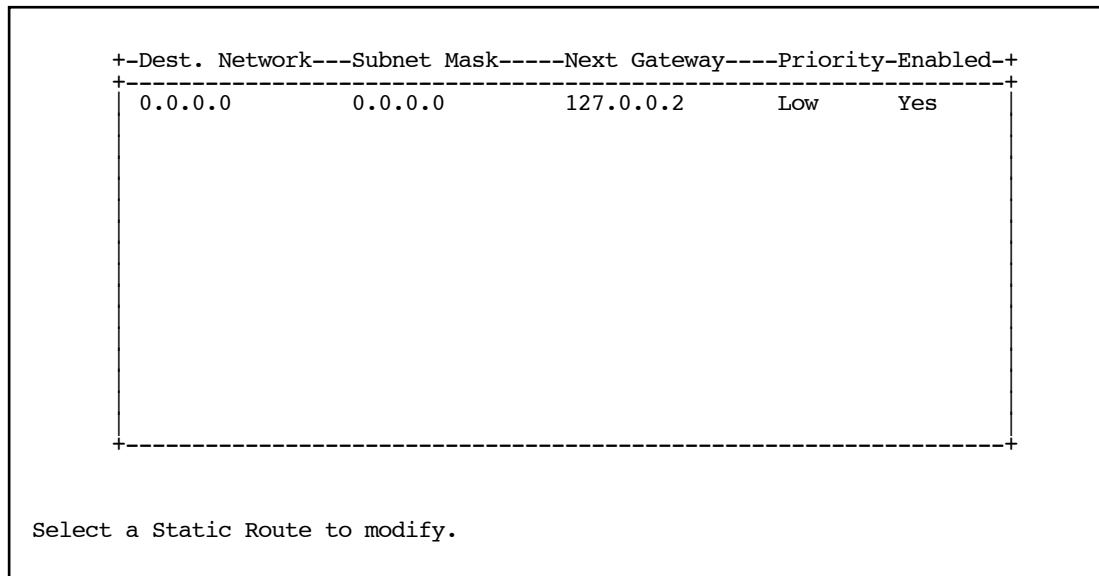 +-Dest. Network---Subnet Mask-----Next Gateway----Priority-Enabled-+
+------------------------------------------------------------------+
0.0.0.0 0.0.0.0 127.0.0.2 Low Yes
+------------------------------------------------------------------+
Select a Static Route to modify.